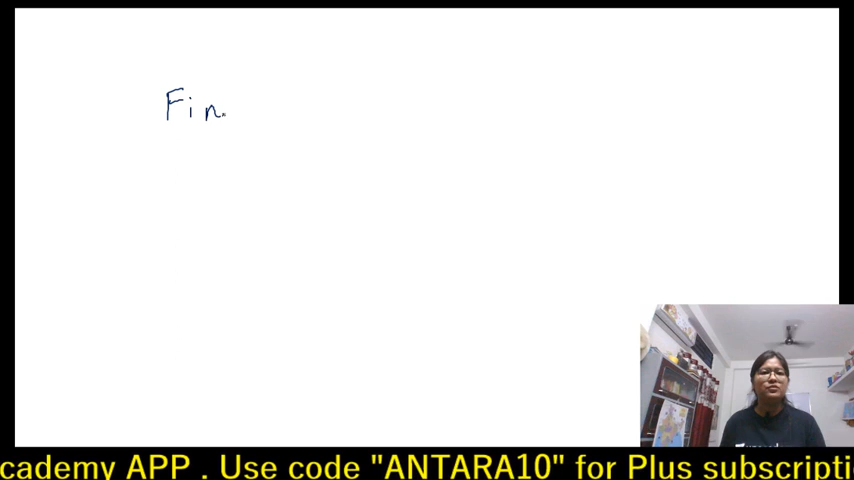 Fin
cademy APP . Use code "ANTARA10" for Plus subscripti